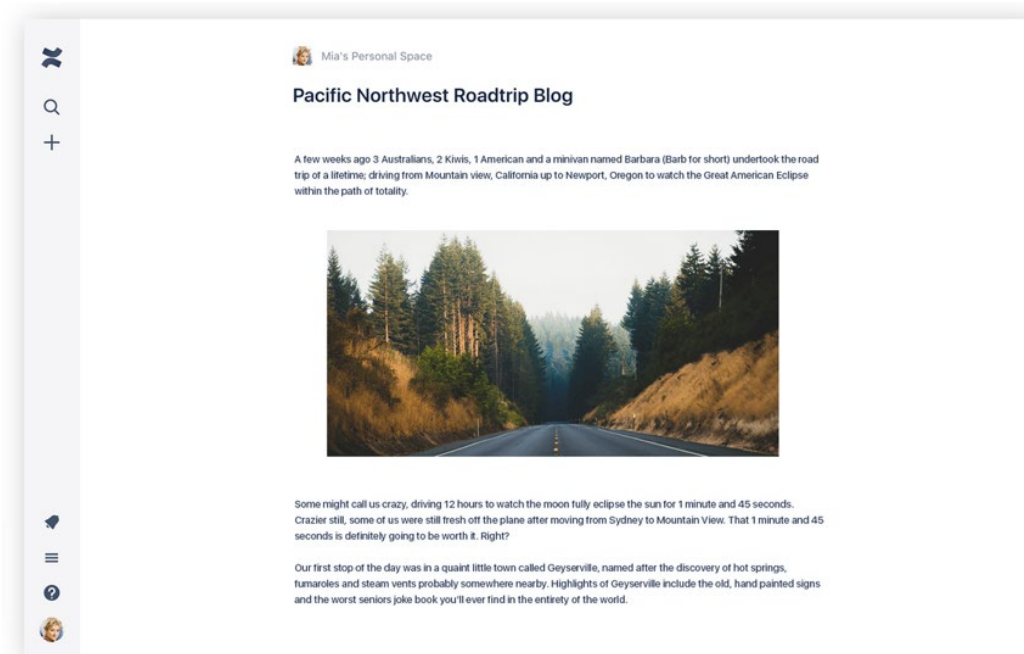 Mia's Personal Space
Pacific Northwest Roadtrip Blog
A few weeks ago 3 Australians, 2 Kiwis, 1 American and a minivan named Barbara (Barb for short) undertook the road
trip of a lifetime; driving from Mountain view, California up to Newport, Oregon to watch the Great American Eclipse
within the path of totality.
Some might call us crazy, driving 12 hours to watch the moon fully eclipse the sun for 1 minute and 45 seconds.
Crazier still, some of us were still fresh off the plane after moving from Sydney to Mountain View. That 1 minute and 45
seconds is definitely going to be worth it. Right?
Our first stop of the day was in a quaint little town called Geyserville, named after the discovery of hot springs,
fumaroles and steam vents probably somewhere nearby. Highlights of Geyserville include the old, hand painted signs
and the worst seniors joke book you'll ever find in the entirety of the world.